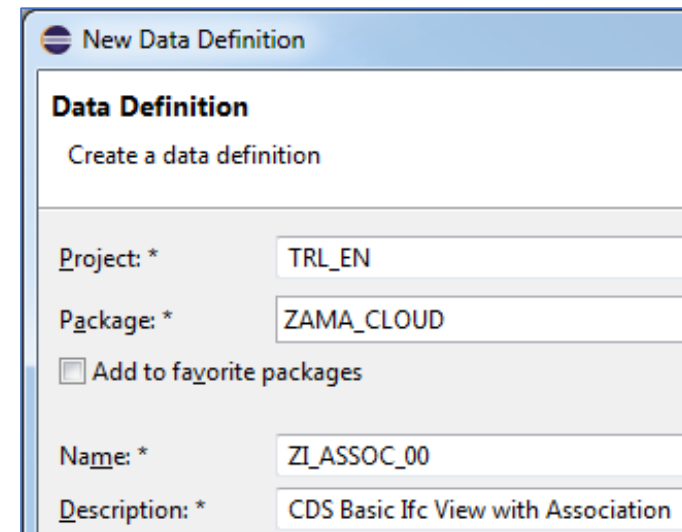 New Data Definition
Data Definition
Create a data definition
Project: * TRL_EN
Package: * ZAMA_CLOUD
Add to favorite packages
Name: * ZI_ASSOC_00
Description: * CDS Basic Ifc View with Association